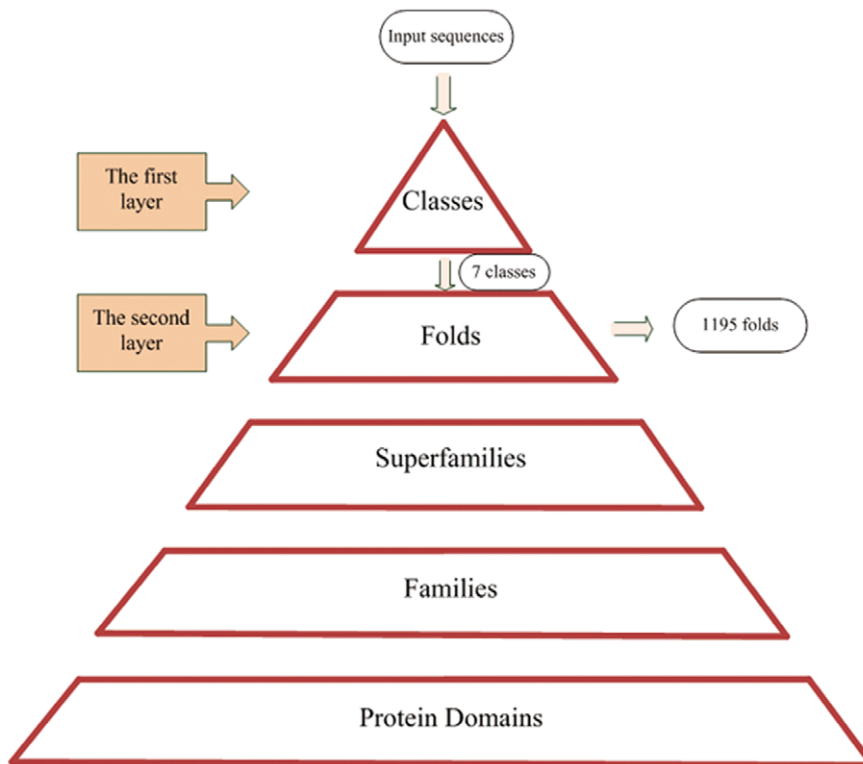 Input sequences
The first
layer
Classes
7 classes
The second
layer
Folds
1195 folds
Superfamilies
Families
Protein Domains